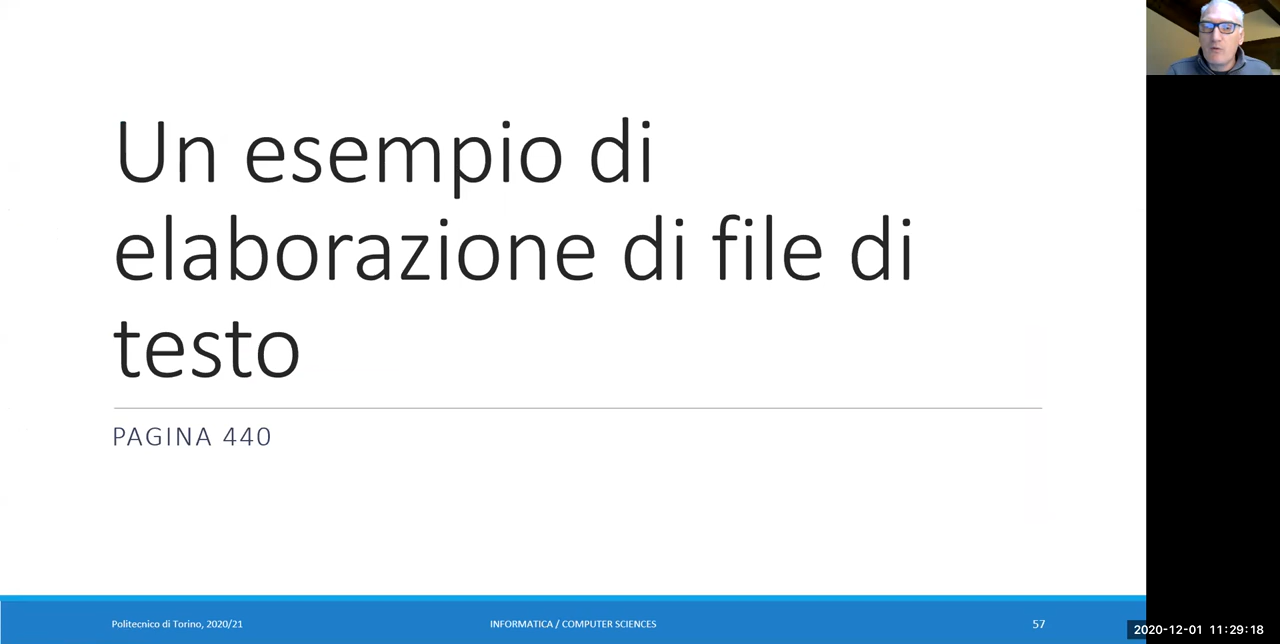 Un esempio di
elaborazione di file di
testo
PAGINA 440
Politecnico di Torino, 2020/21
INFORMATICA / COMPUTER SCIENCES
57
2020-12-01 11:29:18